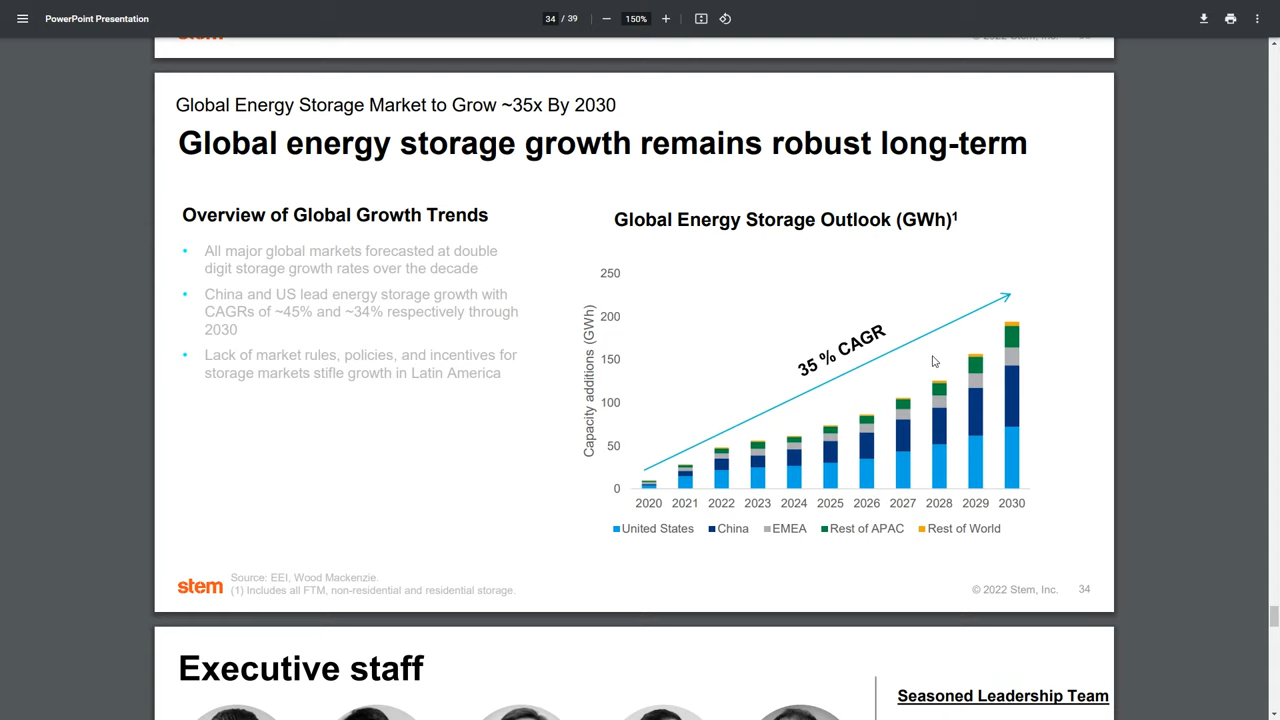 PowerPoint Presentation
34 / 39
150%
Global Energy Storage Market to Grow ~35x By 2030
Global energy storage growth remains robust long-term
Overview of Global Growth Trends
• All major global markets forecasted at double
digit storage growth rates over the decade
• China and US lead energy storage growth with
CAGRs of ~45% and ~34% respectively through
2030
• Lack of market rules, policies, and incentives for
storage markets stifle growth in Latin America
Global Energy Storage Outlook (GWh)¹
Capacity additions (GWh)
250
200
150
100
50
0
35 % CAGR
2020 2021 2022 2023 2024 2025 2026 2027 2028 2029 2030
United States China EMEA Rest of APAC Rest of World
stem
Source: EEI, Wood Mackenzie.
(1) Includes all FTM, non-residential and residential storage.
© 2022 Stem, Inc. 34
Executive staff
Seasoned Leadership Team